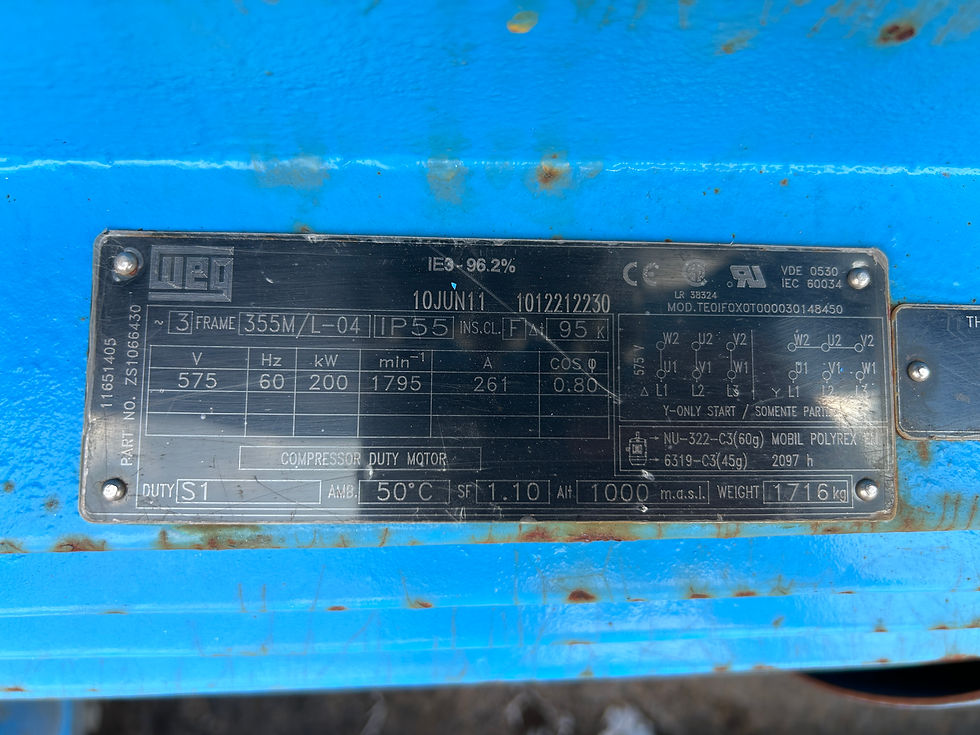 WEG
IE3-96.2%
10JUN11 1012212230
VDE 0530
IEC 60034
LR 38324
MOD.TE01F0X0T0000301484S0
11651405
PART NO. ZS1066430
~ 3 FRAME 355M/L-04 IP55 INS.CL. F Δt 95 K
V Hz kW min⁻¹ A COS φ
575 60 200 1795 261 0.80
COMPRESSOR DUTY MOTOR
DUTY S1 AMB. 50°C SF 1.10 Alt 1000 m.a.s.l. WEIGHT 1716 kg
575 V
W2 U2 V2 W2 U2 V2
U1 V1 W1 U1 V1 W1
Δ L1 L2 L3 Y L1 L2 L3
Y-ONLY START / SOMENTE
NU-322-C3(60g) MOBIL POLYREX EM
6319-C3(45g) 2097 h
TH